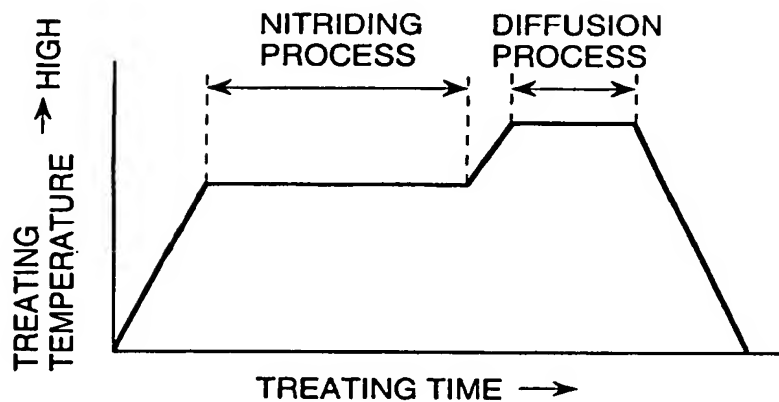 NITRIDING
PROCESS
DIFFUSION
PROCESS
TREATING
TEMPERATURE → HIGH
TREATING TIME →